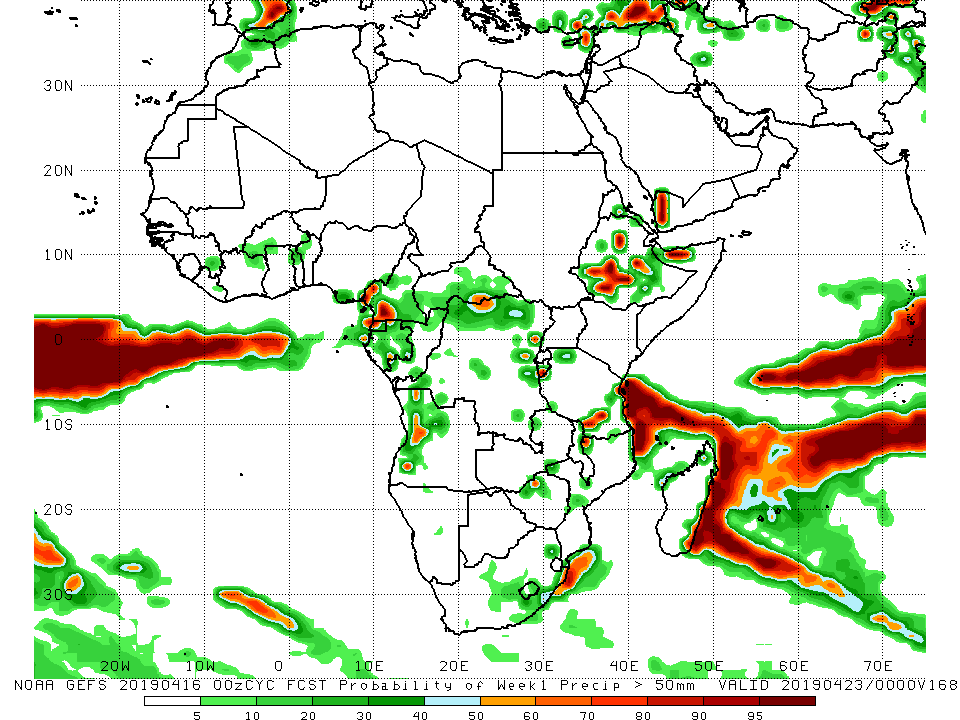 30N
20N
10N
0
10S
20S
30S
20W 10W 0 10E 20E 30E 40E 50E 60E 70E
NOAA GEFS 20190416 00zCYC FCST Probability of Week1 Precip > 50mm VALID 20190423/0000V168
5 10 20 30 40 50 60 70 80 90 95